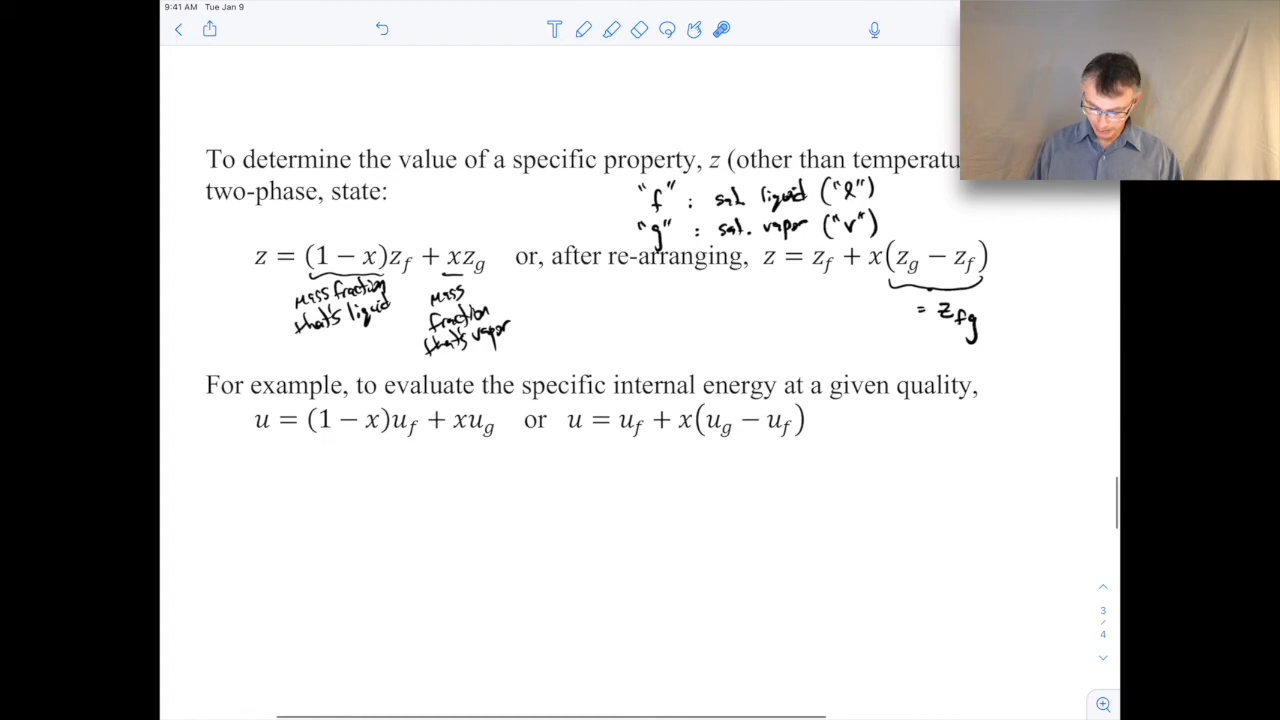 9:41 AM Tue Jan 9
To determine the value of a specific property, z (other than temperatu
two-phase, state:
"f" : sat. liquid ("l")
"g" : sat. vapor ("v")
z = (1 − x)z_f + xz_g or, after re-arranging, z = z_f + x(z_g − z_f)
mass fraction that's liquid
mass fraction that's vapor
= z_fg
For example, to evaluate the specific internal energy at a given quality,
u = (1 − x)u_f + xu_g or u = u_f + x(u_g − u_f)
3
/
4